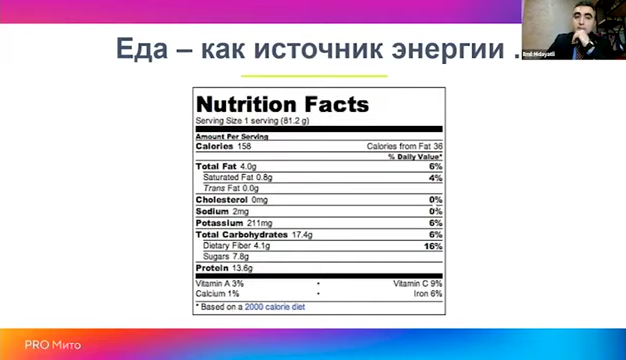 Еда – как источник энергии .
Emil Hidayatli
Nutrition Facts
Serving Size 1 serving (81.2 g)
Amount Per Serving
Calories 158 Calories from Fat 36
% Daily Value*
Total Fat 4.0g 6%
Saturated Fat 0.8g 4%
Trans Fat 0.0g
Cholesterol 0mg 0%
Sodium 2mg 0%
Potassium 211mg 6%
Total Carbohydrates 17.4g 6%
Dietary Fiber 4.1g 16%
Sugars 7.8g
Protein 13.6g
Vitamin A 3% • Vitamin C 9%
Calcium 1% • Iron 6%
* Based on a 2000 calorie diet
PRO Мито